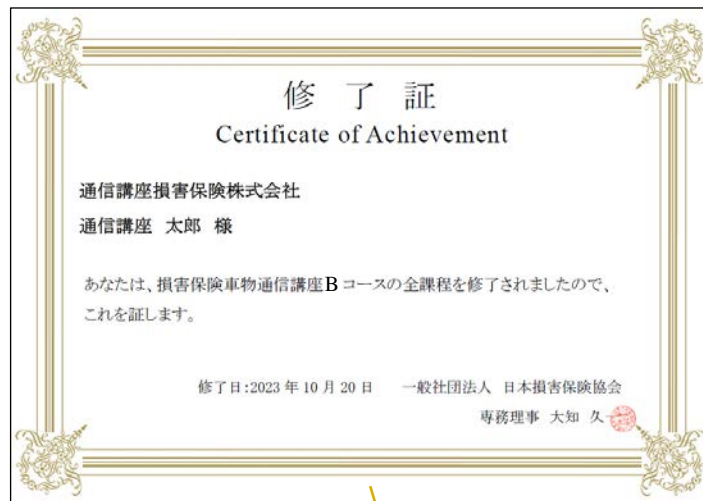 修了証
Certificate of Achievement
通信講座損害保険株式会社
通信講座 太郎 様
あなたは、損害保険車物通信講座Bコースの全課程を修了されましたので、
これを証します。
修了日:2023年10月20日 一般社団法人 日本損害保険協会
専務理事 大知 久一